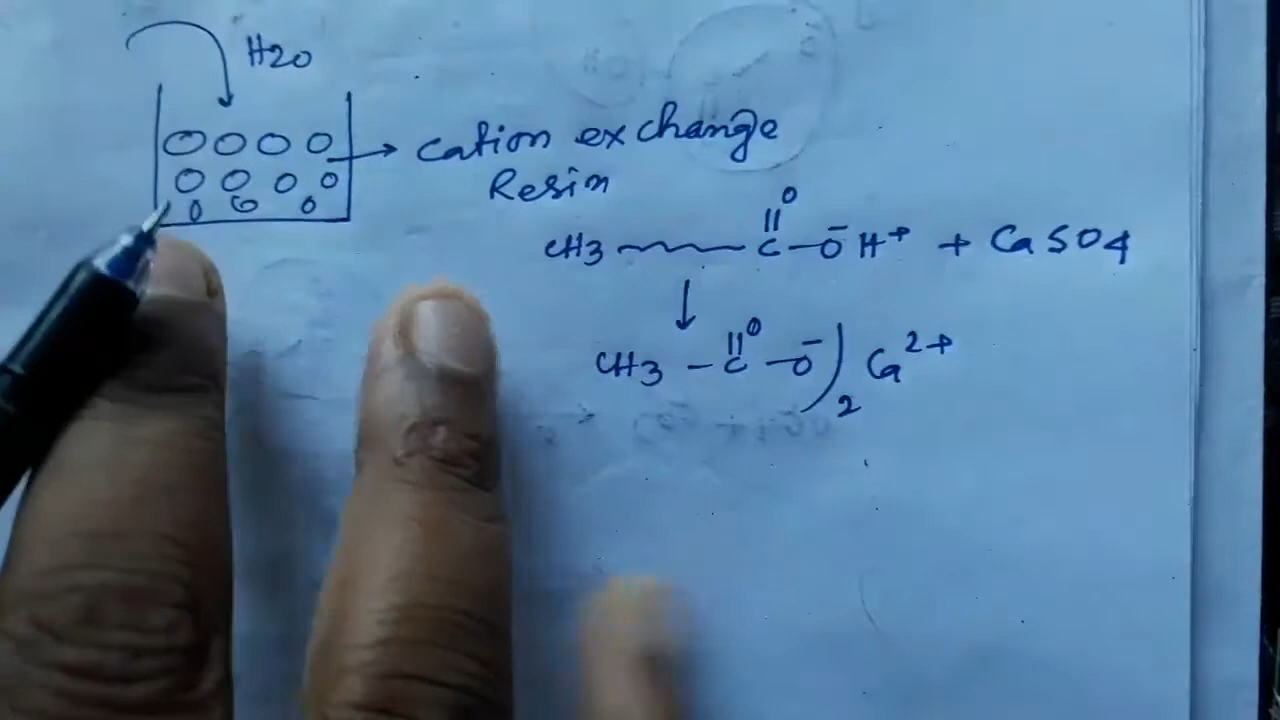 H2O
cation exchange
Resin
O
CH3 ~ C - O⁻ H⁺ + CaSO4
O
CH3 - C - O⁻)2 Ca²⁺